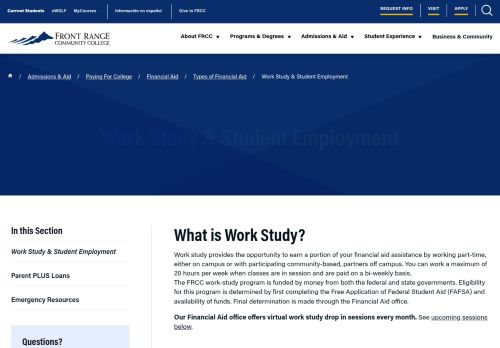 Current Students eWOLF MyCourses Información en español Give to FRCC REQUEST INFO VISIT APPLY
FRONT RANGE
COMMUNITY COLLEGE
About FRCC Programs & Degrees Admissions & Aid Student Experience Business & Community
/ Admissions & Aid / Paying For College / Financial Aid / Types of Financial Aid / Work Study & Student Employment
Work Study & Student Employment
In this Section
Work Study & Student Employment
Parent PLUS Loans
Emergency Resources
Questions?
What is Work Study?
Work study provides the opportunity to earn a portion of your financial aid assistance by working part-time,
either on campus or with participating community-based, partners off campus. You can work a maximum of
20 hours per week when classes are in session and are paid on a bi-weekly basis.
The FRCC work-study program is funded by money from both the federal and state governments. Eligibility
for this program is determined by first completing the Free Application of Federal Student Aid (FAFSA) and
availability of funds. Final determination is made through the Financial Aid office.
Our Financial Aid office offers virtual work study drop in sessions every month. See upcoming sessions
below.